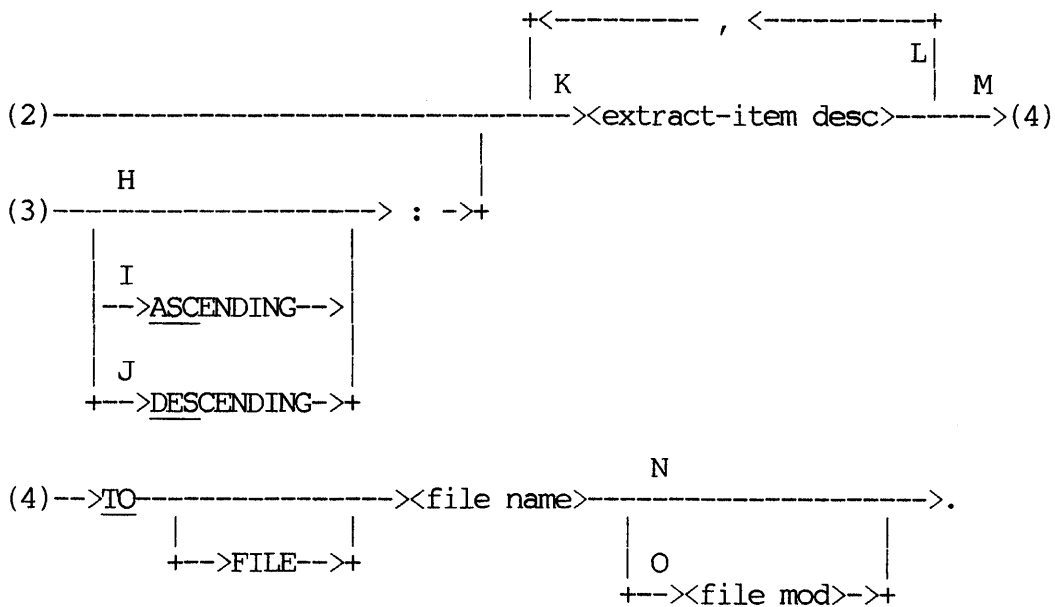 +<---------- , <-----------+
L
K M
(2)------------------------------><extract-item desc>------>(4)
H
(3)-------------------> : ->+
I
-->ASCENDING-->
J
+-->DESCENDING->+
N
(4)-->TO---------------><file name>--------------------->.
+-->FILE-->+
O
+--><file mod>->+